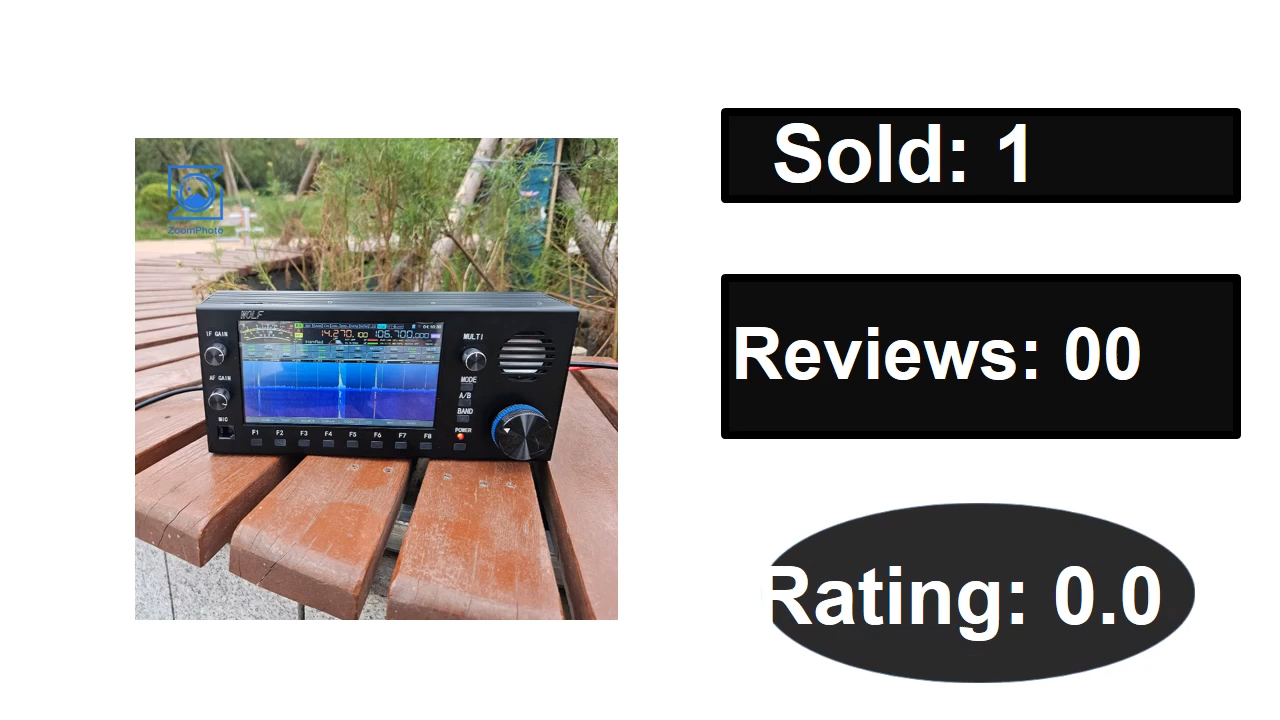 Sold: 1
Reviews: 00
Rating: 0.0
ZoomPhoto
WOLF
IF GAIN
AF GAIN
MIC
14.270.100 106.700.000
MULTI
MODE
A/B
BAND
POWER
F1 F2 F3 F4 F5 F6 F7 F8